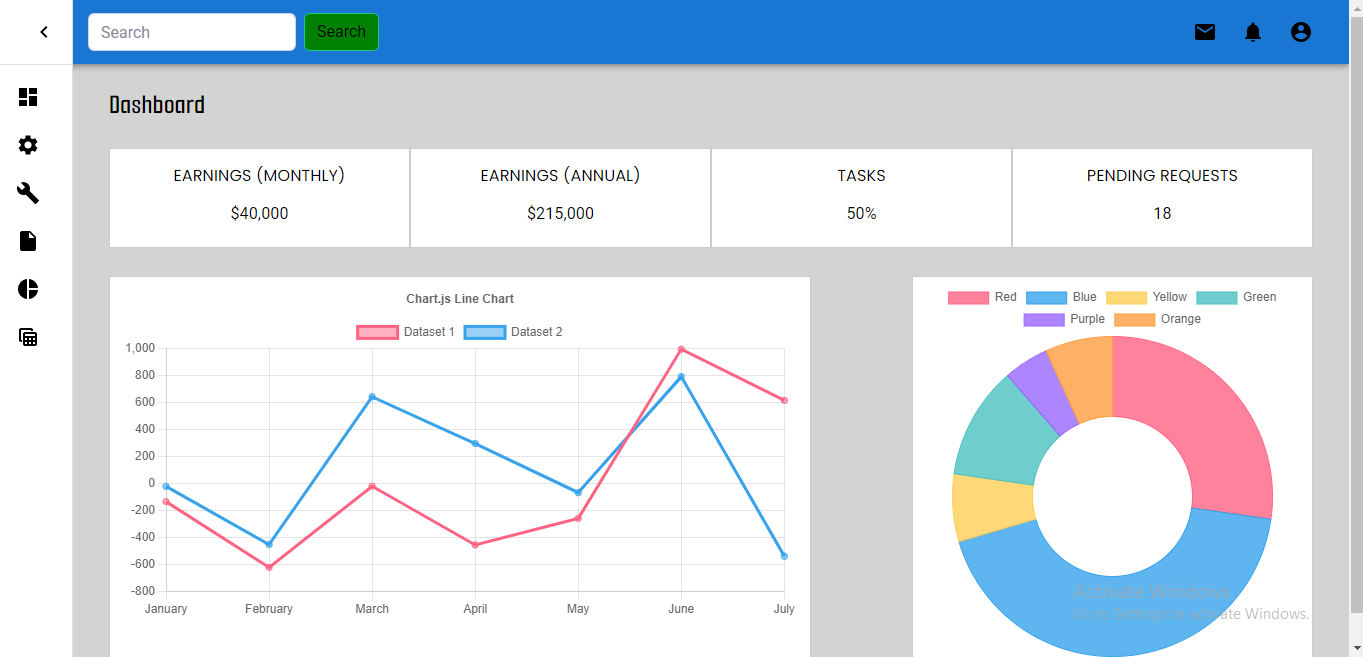 Search Search
Dashboard
EARNINGS (MONTHLY) EARNINGS (ANNUAL) TASKS PENDING REQUESTS
$40,000 $215,000 50% 18
Chart.js Line Chart
Dataset 1 Dataset 2
1,000
800
600
400
200
0
-200
-400
-600
-800
January February March April May June July
Red Blue Yellow Green
Purple Orange
Activate Windows
Go to Settings to activate Windows.